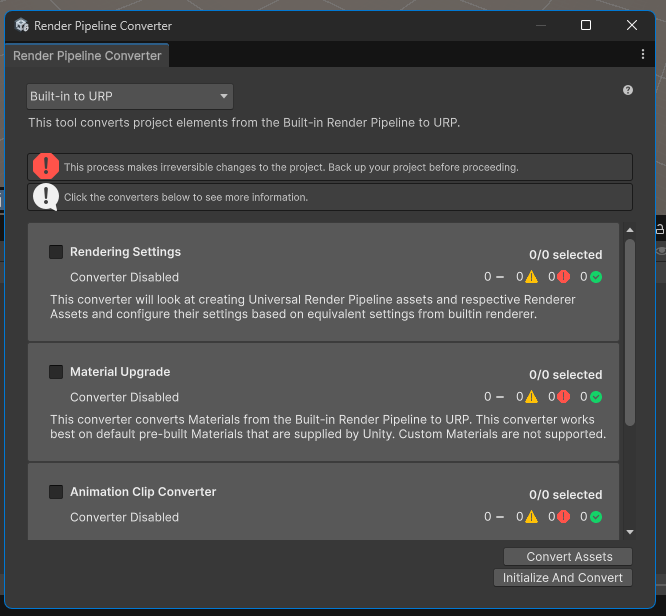 Render Pipeline Converter
Render Pipeline Converter
Built-in to URP
This tool converts project elements from the Built-in Render Pipeline to URP.
This process makes irreversible changes to the project. Back up your project before proceeding.
Click the converters below to see more information.
Rendering Settings
0/0 selected
Converter Disabled
0 0 0 0
This converter will look at creating Universal Render Pipeline assets and respective Renderer
Assets and configure their settings based on equivalent settings from builtin renderer.
Material Upgrade
0/0 selected
Converter Disabled
0 0 0 0
This converter converts Materials from the Built-in Render Pipeline to URP. This converter works
best on default pre-built Materials that are supplied by Unity. Custom Materials are not supported.
Animation Clip Converter
0/0 selected
Converter Disabled
0 0 0 0
Convert Assets
Initialize And Convert